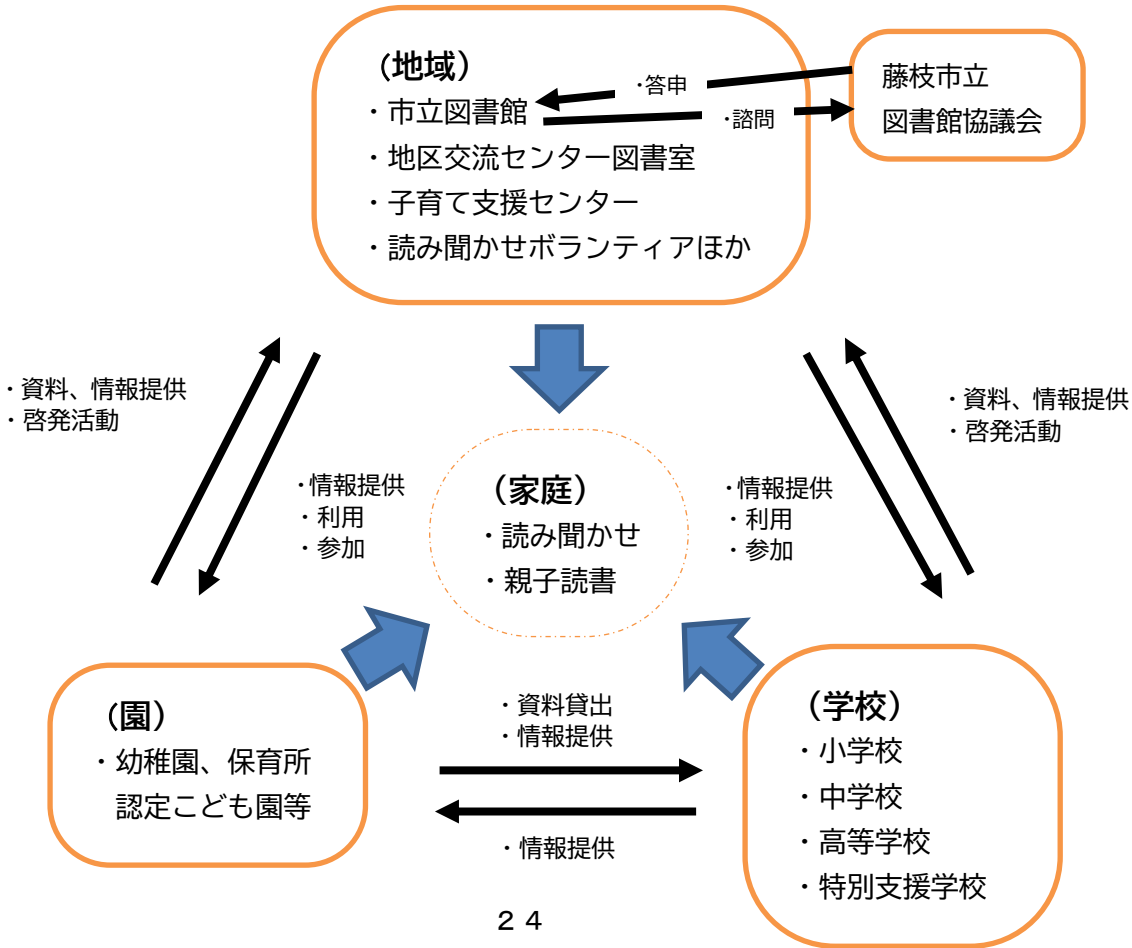 （地域）
・市立図書館
・地区交流センター図書室
・子育て支援センター
・読み聞かせボランティアほか
・答申
・諮問
藤枝市立
図書館協議会
・資料、情報提供
・啓発活動
・情報提供
・利用
・参加
（家庭）
・読み聞かせ
・親子読書
・情報提供
・利用
・参加
・資料、情報提供
・啓発活動
（園）
・幼稚園、保育所
認定こども園等
・資料貸出
・情報提供
・情報提供
（学校）
・小学校
・中学校
・高等学校
・特別支援学校
２４